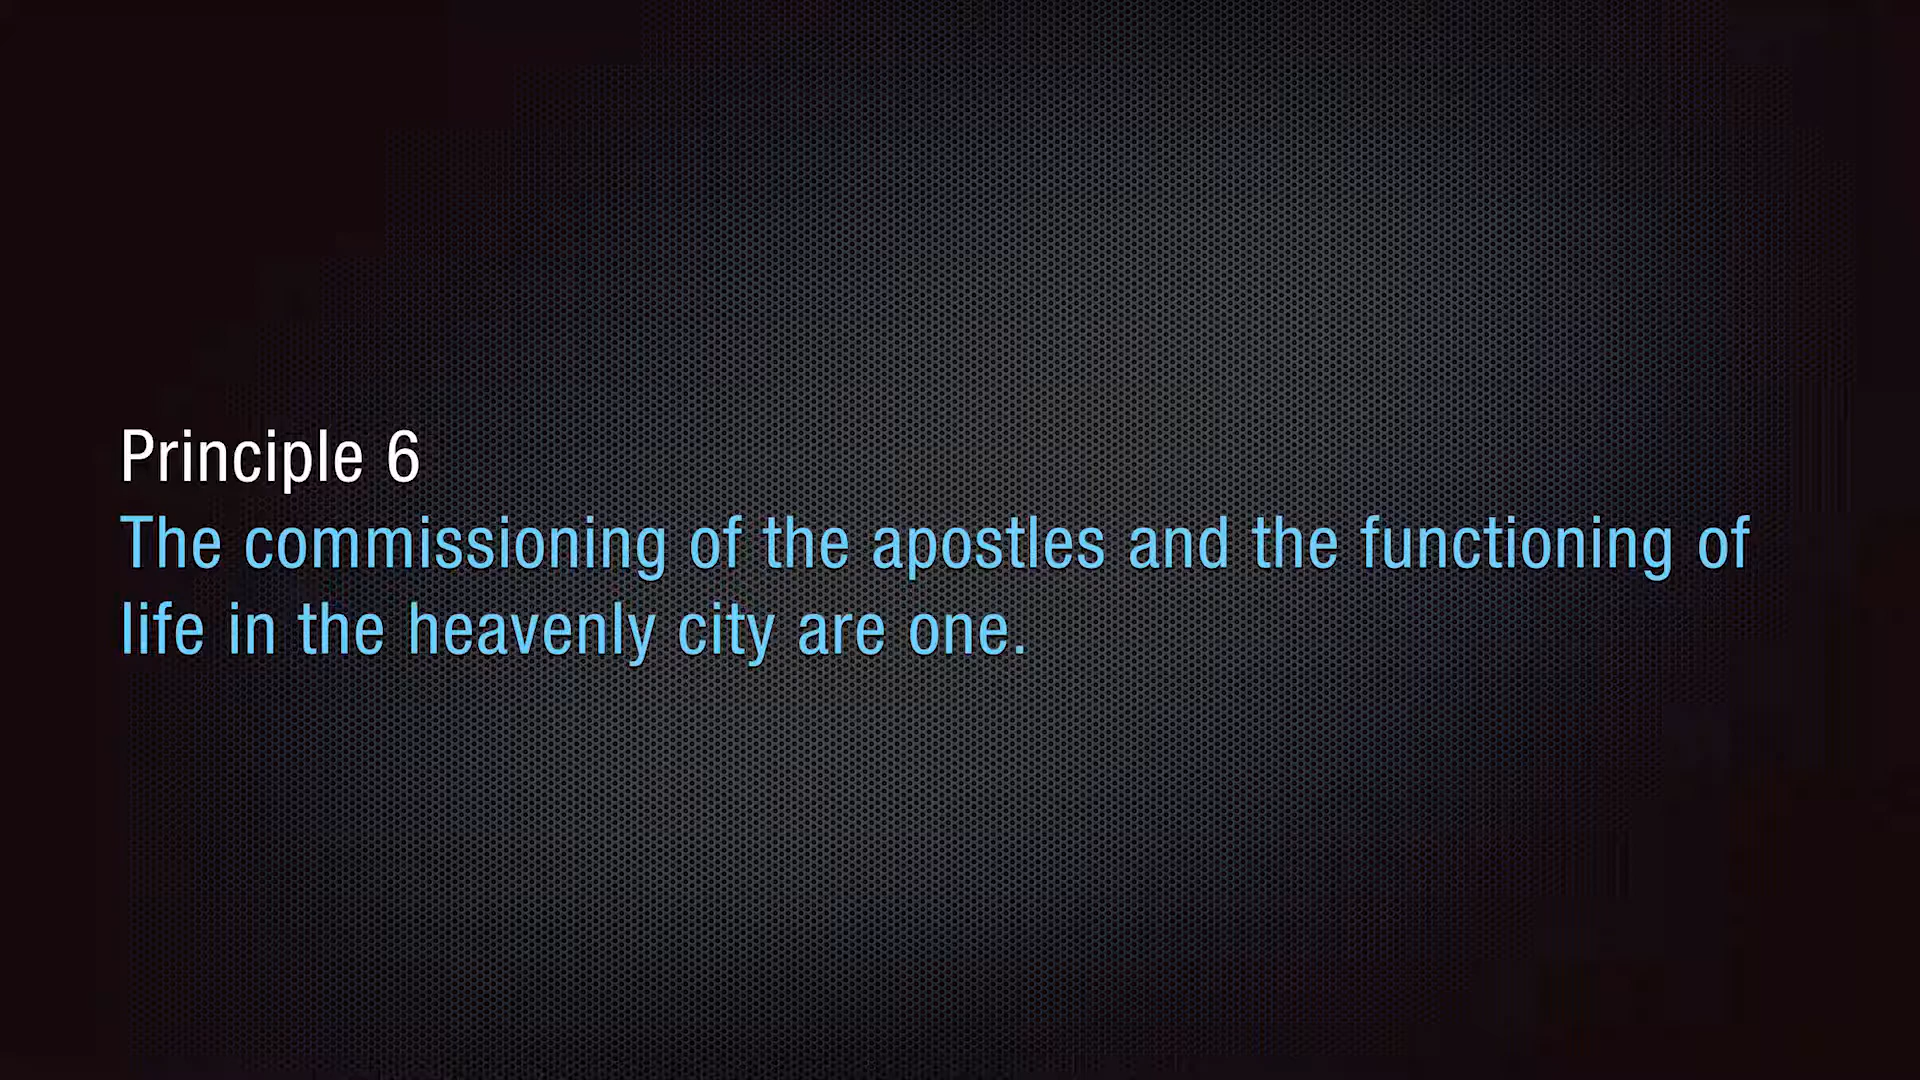 Principle 6
The commissioning of the apostles and the functioning of
life in the heavenly city are one.